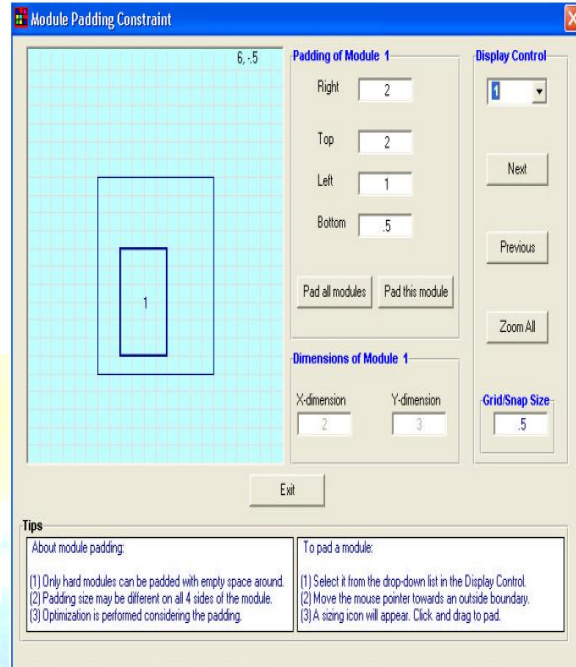 Module Padding Constraint
6,-.5
1
Padding of Module 1
Right 2
Top 2
Left 1
Bottom .5
Pad all modules Pad this module
Dimensions of Module 1
X-dimension Y-dimension
2 3
Display Control
1
Next
Previous
Zoom All
Grid/Snap Size
.5
Exit
Tips
About module padding:
(1) Only hard modules can be padded with empty space around.
(2) Padding size may be different on all 4 sides of the module.
(3) Optimization is performed considering the padding.
To pad a module:
(1) Select it from the drop-down list in the Display Control.
(2) Move the mouse pointer towards an outside boundary.
(3) A sizing icon will appear. Click and drag to pad.